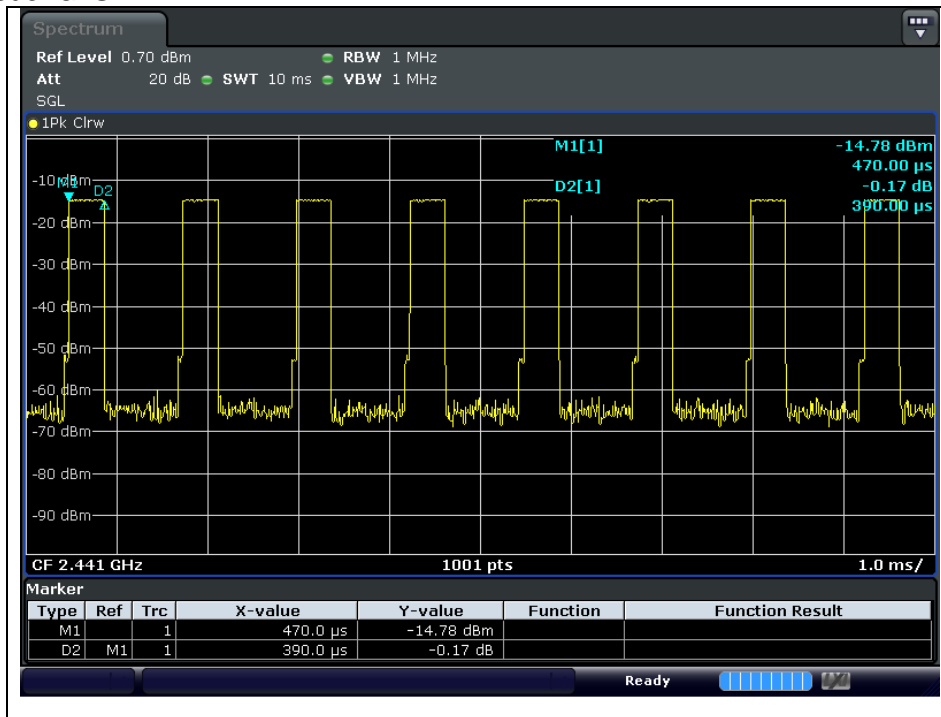 Spectrum
Ref Level 0.70 dBm RBW 1 MHz
Att 20 dB SWT 10 ms VBW 1 MHz
SGL
1Pk Clrw
M1[1] -14.78 dBm
470.00 µs
D2[1] -0.17 dB
390.00 µs
M1
D2
-10 dBm
-20 dBm
-30 dBm
-40 dBm
-50 dBm
-60 dBm
-70 dBm
-80 dBm
-90 dBm
CF 2.441 GHz 1001 pts 1.0 ms/
Marker
Type Ref Trc X-value Y-value Function Function Result
M1 1 470.0 µs -14.78 dBm
D2 M1 1 390.0 µs -0.17 dB
Ready